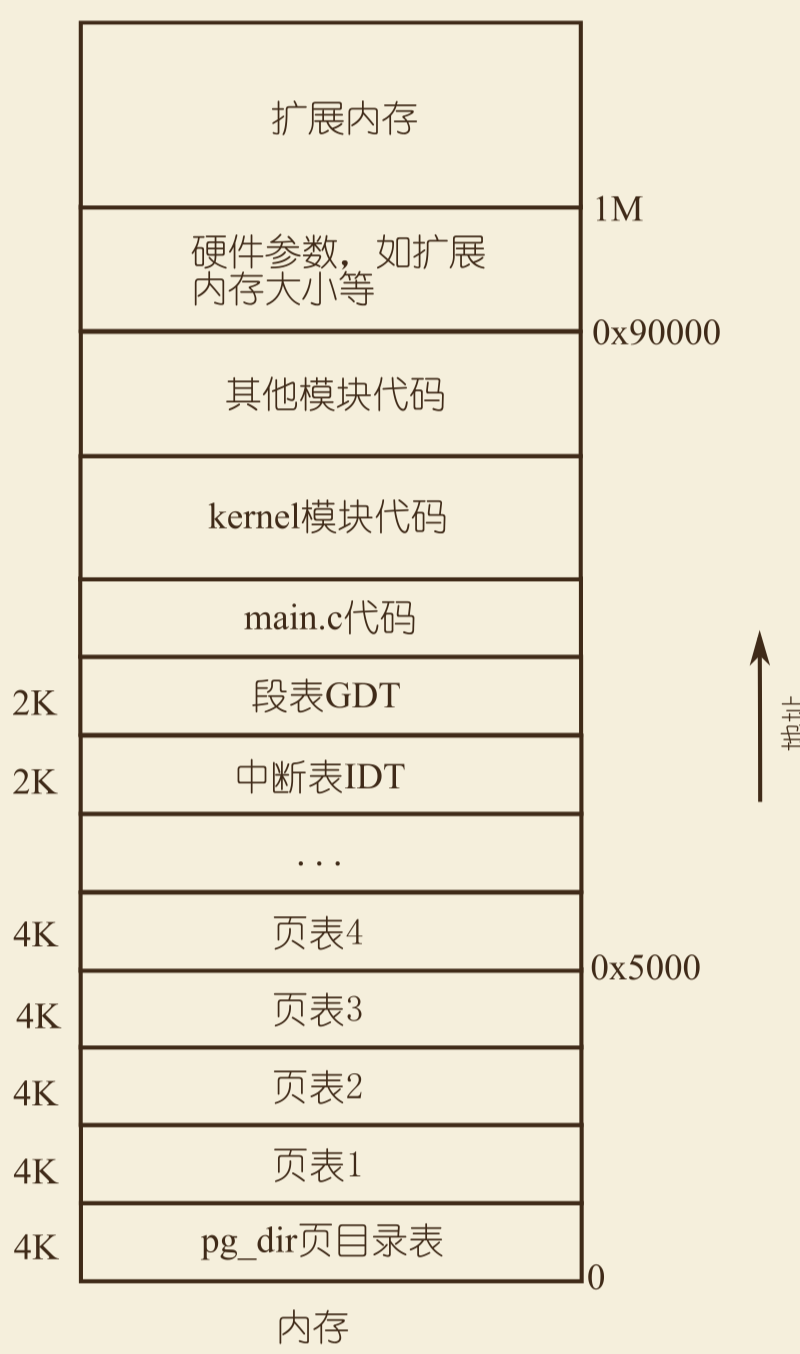 扩展内存
1M
硬件参数，如扩展
内存大小等
0x90000
其他模块代码
kernel模块代码
main.c代码
2K
段表GDT
2K
中断表IDT
...
4K
页表4
0x5000
4K
页表3
4K
页表2
4K
页表1
4K
pg_dir页目录表
0
内存